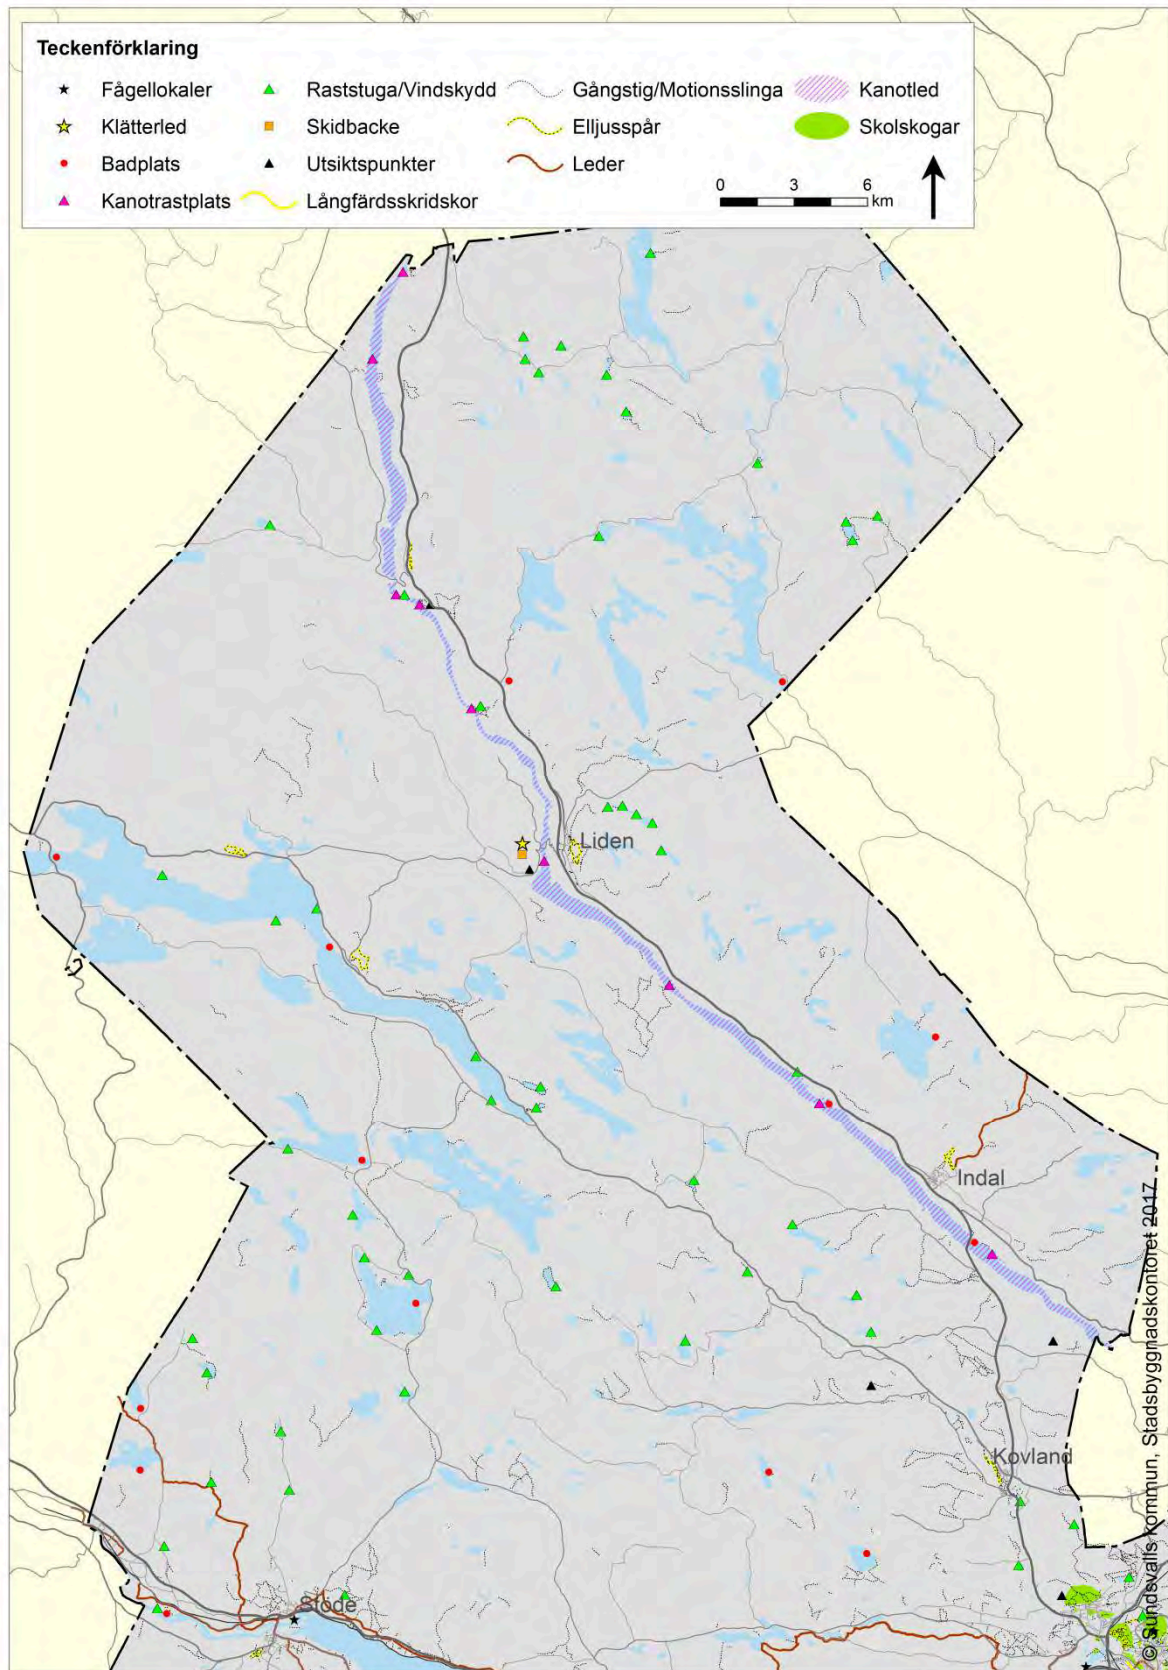 Teckenförklaring
Fågellokaler
Raststuga/Vindskydd
Gångstig/Motionsslinga
Kanotled
Klätterled
Skidbacke
Elljusspår
Skolskogar
Badplats
Utsiktspunkter
Leder
Kanotrastplats
Långfärdsskridskor
0 3 6
km
Liden
Indal
Kovland
Stöde
© Sundsvalls kommun, Stadsbyggnadskontoret 2017